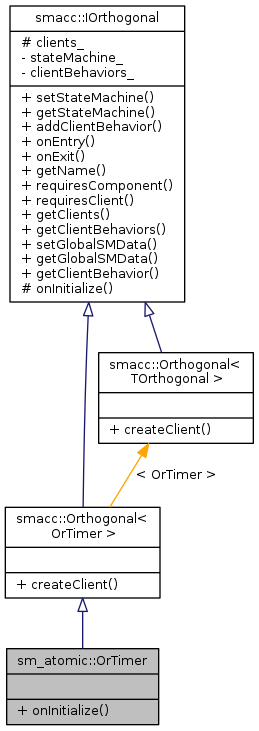 smacc::IOrthogonal
# clients_
- stateMachine_
- clientBehaviors_
+ setStateMachine()
+ getStateMachine()
+ addClientBehavior()
+ onEntry()
+ onExit()
+ getName()
+ requiresComponent()
+ requiresClient()
+ getClients()
+ getClientBehaviors()
+ setGlobalSMData()
+ getGlobalSMData()
+ getClientBehavior()
# onInitialize()
smacc::Orthogonal<
TOrthogonal >
+ createClient()
< OrTimer >
smacc::Orthogonal<
OrTimer >
+ createClient()
sm_atomic::OrTimer
+ onInitialize()